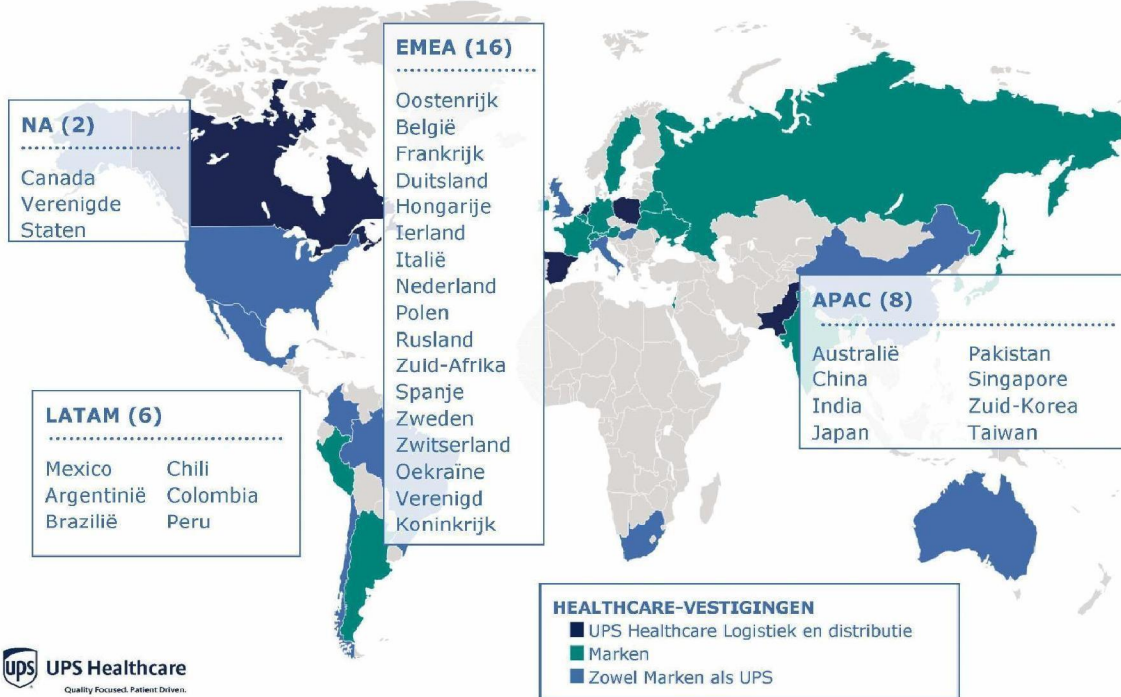 EMEA (16)
Oostenrijk
België
Frankrijk
Duitsland
Hongarije
Ierland
Italië
Nederland
Polen
Rusland
Zuid-Afrika
Spanje
Zweden
Zwitserland
Oekraïne
Verenigd
Koninkrijk
NA (2)
Canada
Verenigde
Staten
APAC (8)
Australië Pakistan
China Singapore
India Zuid-Korea
Japan Taiwan
LATAM (6)
Mexico Chili
Argentinië Colombia
Brazilië Peru
HEALTHCARE-VESTIGINGEN
UPS Healthcare Logistiek en distributie
Marken
Zowel Marken als UPS
ups UPS Healthcare
Quality Focused. Patient Driven.